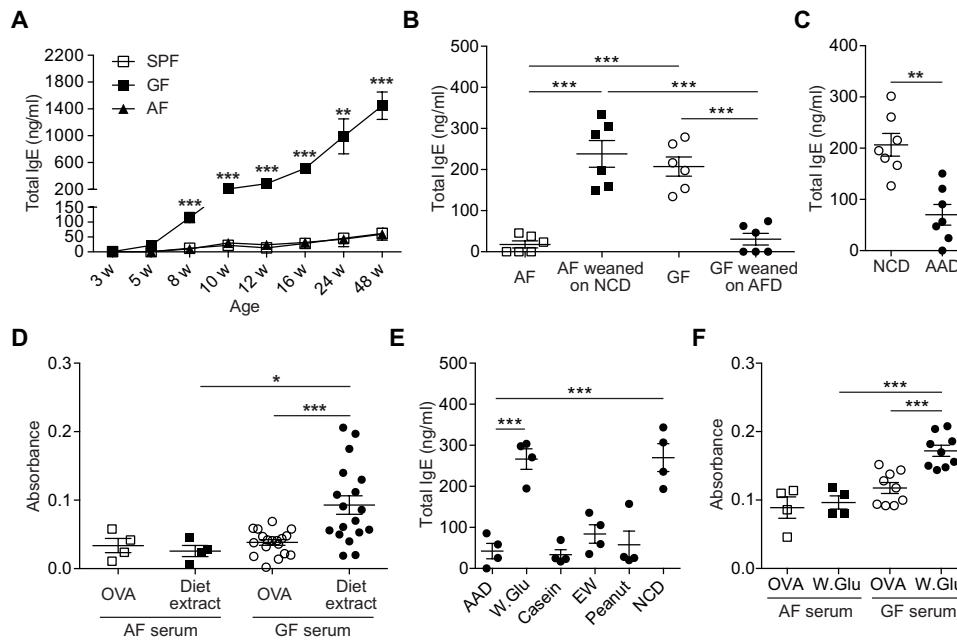 A
Total IgE (ng/ml)
2200
1800
1400
1000
600
200
150
100
50
0
SPF
GF
AF
***
***
***
***
**
***
3 w
5 w
8 w
10 w
12 w
16 w
24 w
48 w
Age
B
Total IgE (ng/ml)
500
400
300
200
100
0
***
***
***
***
AF
AF weaned
on NCD
GF
GF weaned
on AFD
C
Total IgE (ng/ml)
400
300
200
100
0
**
NCD
AAD
D
Absorbance
0.3
0.2
0.1
0.0
*
***
OVA
Diet
extract
OVA
Diet
extract
AF serum
GF serum
E
Total IgE (ng/ml)
500
400
300
200
100
0
***
***
AAD
W.Glu
Casein
EW
Peanut
NCD
F
Absorbance
0.3
0.2
0.1
0.0
***
***
OVA
W.Glu
OVA
W.Glu
AF serum
GF serum